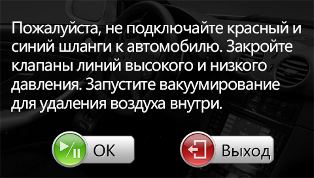 Пожалуйста, не подключайте красный и
синий шланги к автомобилю. Закройте
клапаны линий высокого и низкого
давления. Запустите вакуумирование
для удаления воздуха внутри.
OK Выход